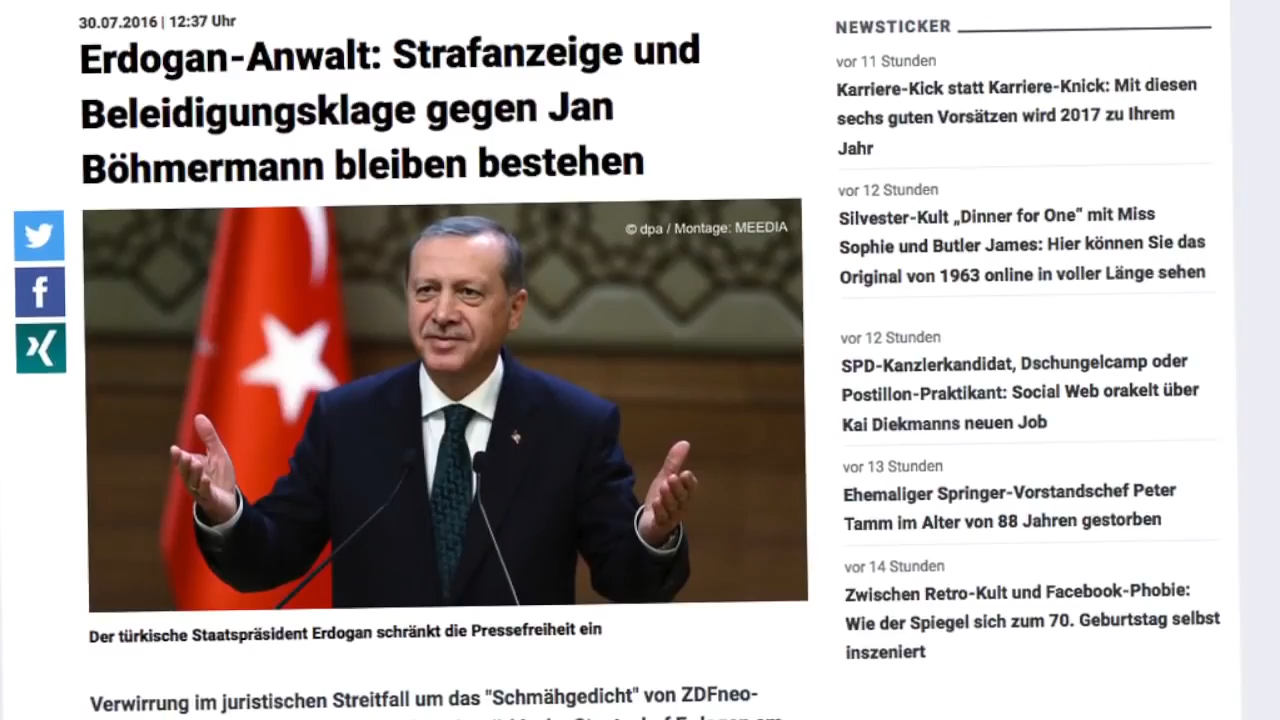 30.07.2016 | 12:37 Uhr
Erdogan-Anwalt: Strafanzeige und
Beleidigungsklage gegen Jan
Böhmermann bleiben bestehen
© dpa / Montage: MEEDIA
Der türkische Staatspräsident Erdogan schränkt die Pressefreiheit ein
Verwirrung im juristischen Streitfall um das "Schmähgedicht" von ZDFneo-
NEWSTICKER
vor 11 Stunden
Karriere-Kick statt Karriere-Knick: Mit diesen
sechs guten Vorsätzen wird 2017 zu Ihrem
Jahr
vor 12 Stunden
Silvester-Kult „Dinner for One“ mit Miss
Sophie und Butler James: Hier können Sie das
Original von 1963 online in voller Länge sehen
vor 12 Stunden
SPD-Kanzlerkandidat, Dschungelcamp oder
Postillon-Praktikant: Social Web orakelt über
Kai Diekmanns neuen Job
vor 13 Stunden
Ehemaliger Springer-Vorstandschef Peter
Tamm im Alter von 88 Jahren gestorben
vor 14 Stunden
Zwischen Retro-Kult und Facebook-Phobie:
Wie der Spiegel sich zum 70. Geburtstag selbst
inszeniert